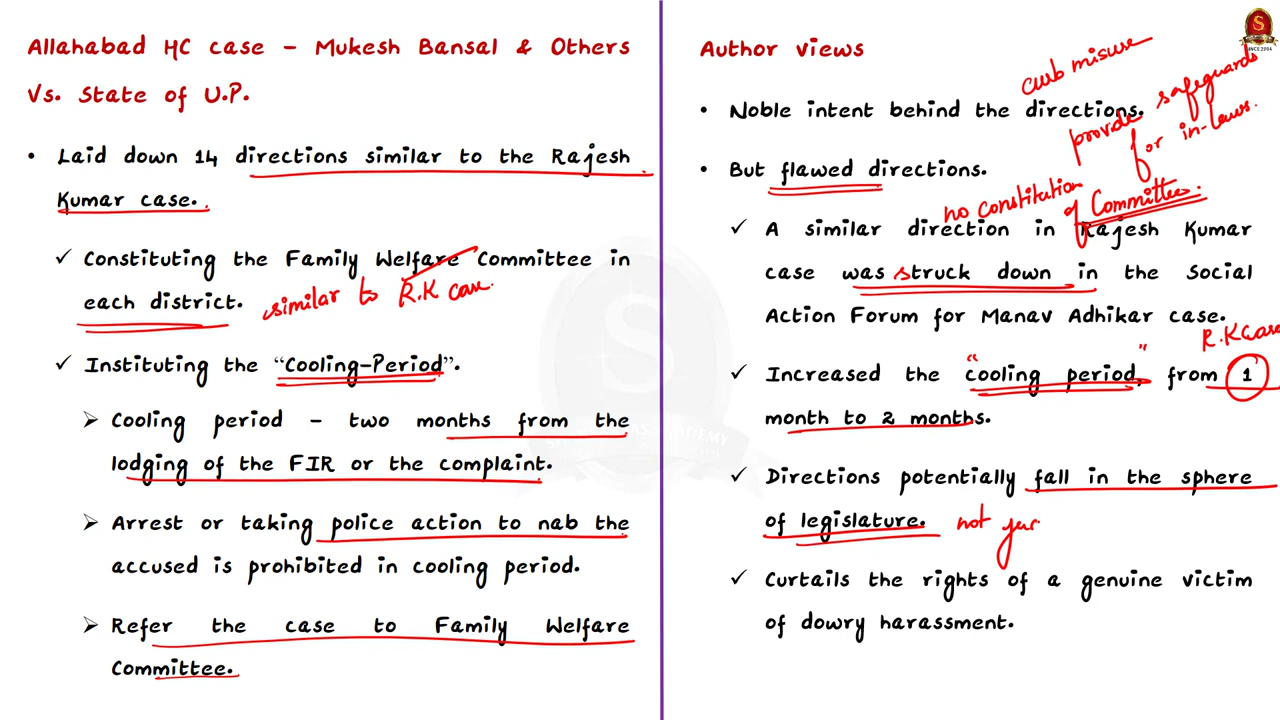 Allahabad HC case – Mukesh Bansal & Others
Vs. State of U.P.
• Laid down 14 directions similar to the Rajesh
Kumar case.
✓ Constituting the Family Welfare Committee in
each district.
similar to R.K case.
✓ Instituting the “Cooling-Period”.
➢ Cooling period – two months from the
lodging of the FIR or the complaint.
➢ Arrest or taking police action to nab the
accused is prohibited in cooling period.
➢ Refer the case to Family Welfare
Committee.
SINCE 2004
Author views
curb misuse
• Noble intent behind the directions.
provide safeguards
for in-laws.
• But flawed directions.
no constitution
of Committee.
✓ A similar direction in Rajesh Kumar
case was struck down in the Social
Action Forum for Manav Adhikar case.
R.K Case
✓ Increased the “cooling period” from 1
month to 2 months.
✓ Directions potentially fall in the sphere
of legislature. not jur
✓ Curtails the rights of a genuine victim
of dowry harassment.